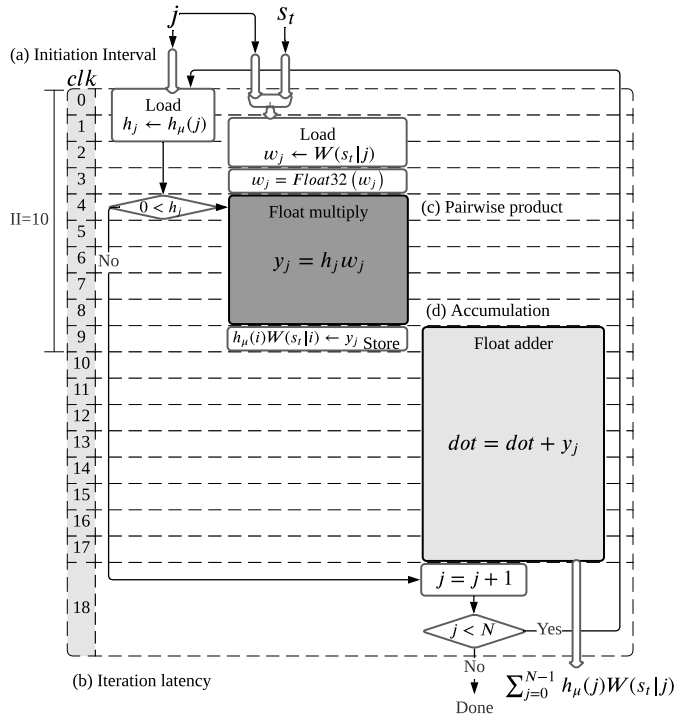 j s_t
(a) Initiation Interval
clk
0
Load
h_j ← h_μ(j)
1
Load
2
w_j ← W(s_t|j)
3
w_j = Float32 (w_j)
4
0 < h_j
Float multiply
(c) Pairwise product
II=10
5
No
6
y_j = h_j w_j
7
8
(d) Accumulation
9
h_μ(i)W(s_t|i) ← y_j Store
Float adder
10
11
12
13
dot = dot + y_j
14
15
16
17
j = j + 1
18
j < N
Yes
No
(b) Iteration latency
Done
∑_{j=0}^{N−1} h_μ(j)W(s_t|j)